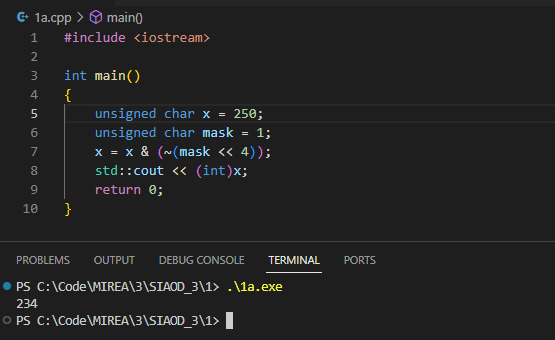 1a.cpp > main()
1 #include <iostream>
2
3 int main()
4 {
5     unsigned char x = 250;
6     unsigned char mask = 1;
7     x = x & (~(mask << 4));
8     std::cout << (int)x;
9     return 0;
10 }
PROBLEMS OUTPUT DEBUG CONSOLE TERMINAL PORTS
PS C:\Code\MIREA\3\SIAOD_3\1> .\1a.exe
234
PS C:\Code\MIREA\3\SIAOD_3\1>